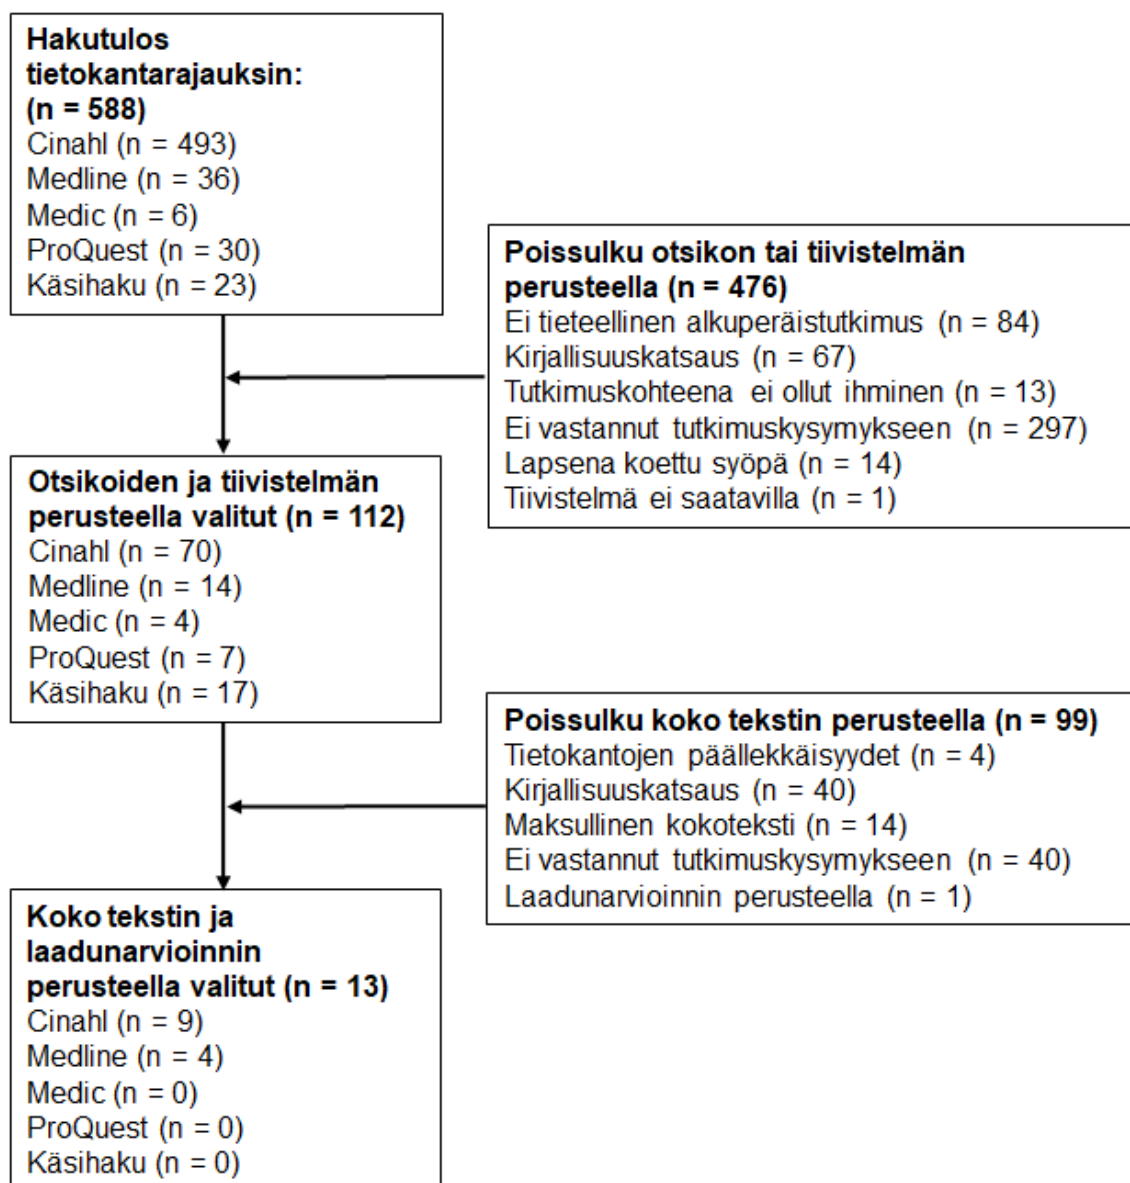 Hakutulos
tietokantarajauksin:
(n = 588)
Cinahl (n = 493)
Medline (n = 36)
Medic (n = 6)
ProQuest (n = 30)
Käsihaku (n = 23)
Poissulku otsikon tai tiivistelmän
perusteella (n = 476)
Ei tieteellinen alkuperäistutkimus (n = 84)
Kirjallisuuskatsaus (n = 67)
Tutkimuskohteena ei ollut ihminen (n = 13)
Ei vastannut tutkimuskysymykseen (n = 297)
Lapsena koettu syöpä (n = 14)
Tiivistelmä ei saatavilla (n = 1)
Otsikoiden ja tiivistelmän
perusteella valitut (n = 112)
Cinahl (n = 70)
Medline (n = 14)
Medic (n = 4)
ProQuest (n = 7)
Käsihaku (n = 17)
Poissulku koko tekstin perusteella (n = 99)
Tietokantojen päällekkäisyydet (n = 4)
Kirjallisuuskatsaus (n = 40)
Maksullinen kokoteksti (n = 14)
Ei vastannut tutkimuskysymykseen (n = 40)
Laadunarvioinnin perusteella (n = 1)
Koko tekstin ja
laadunarvioinnin
perusteella valitut (n = 13)
Cinahl (n = 9)
Medline (n = 4)
Medic (n = 0)
ProQuest (n = 0)
Käsihaku (n = 0)